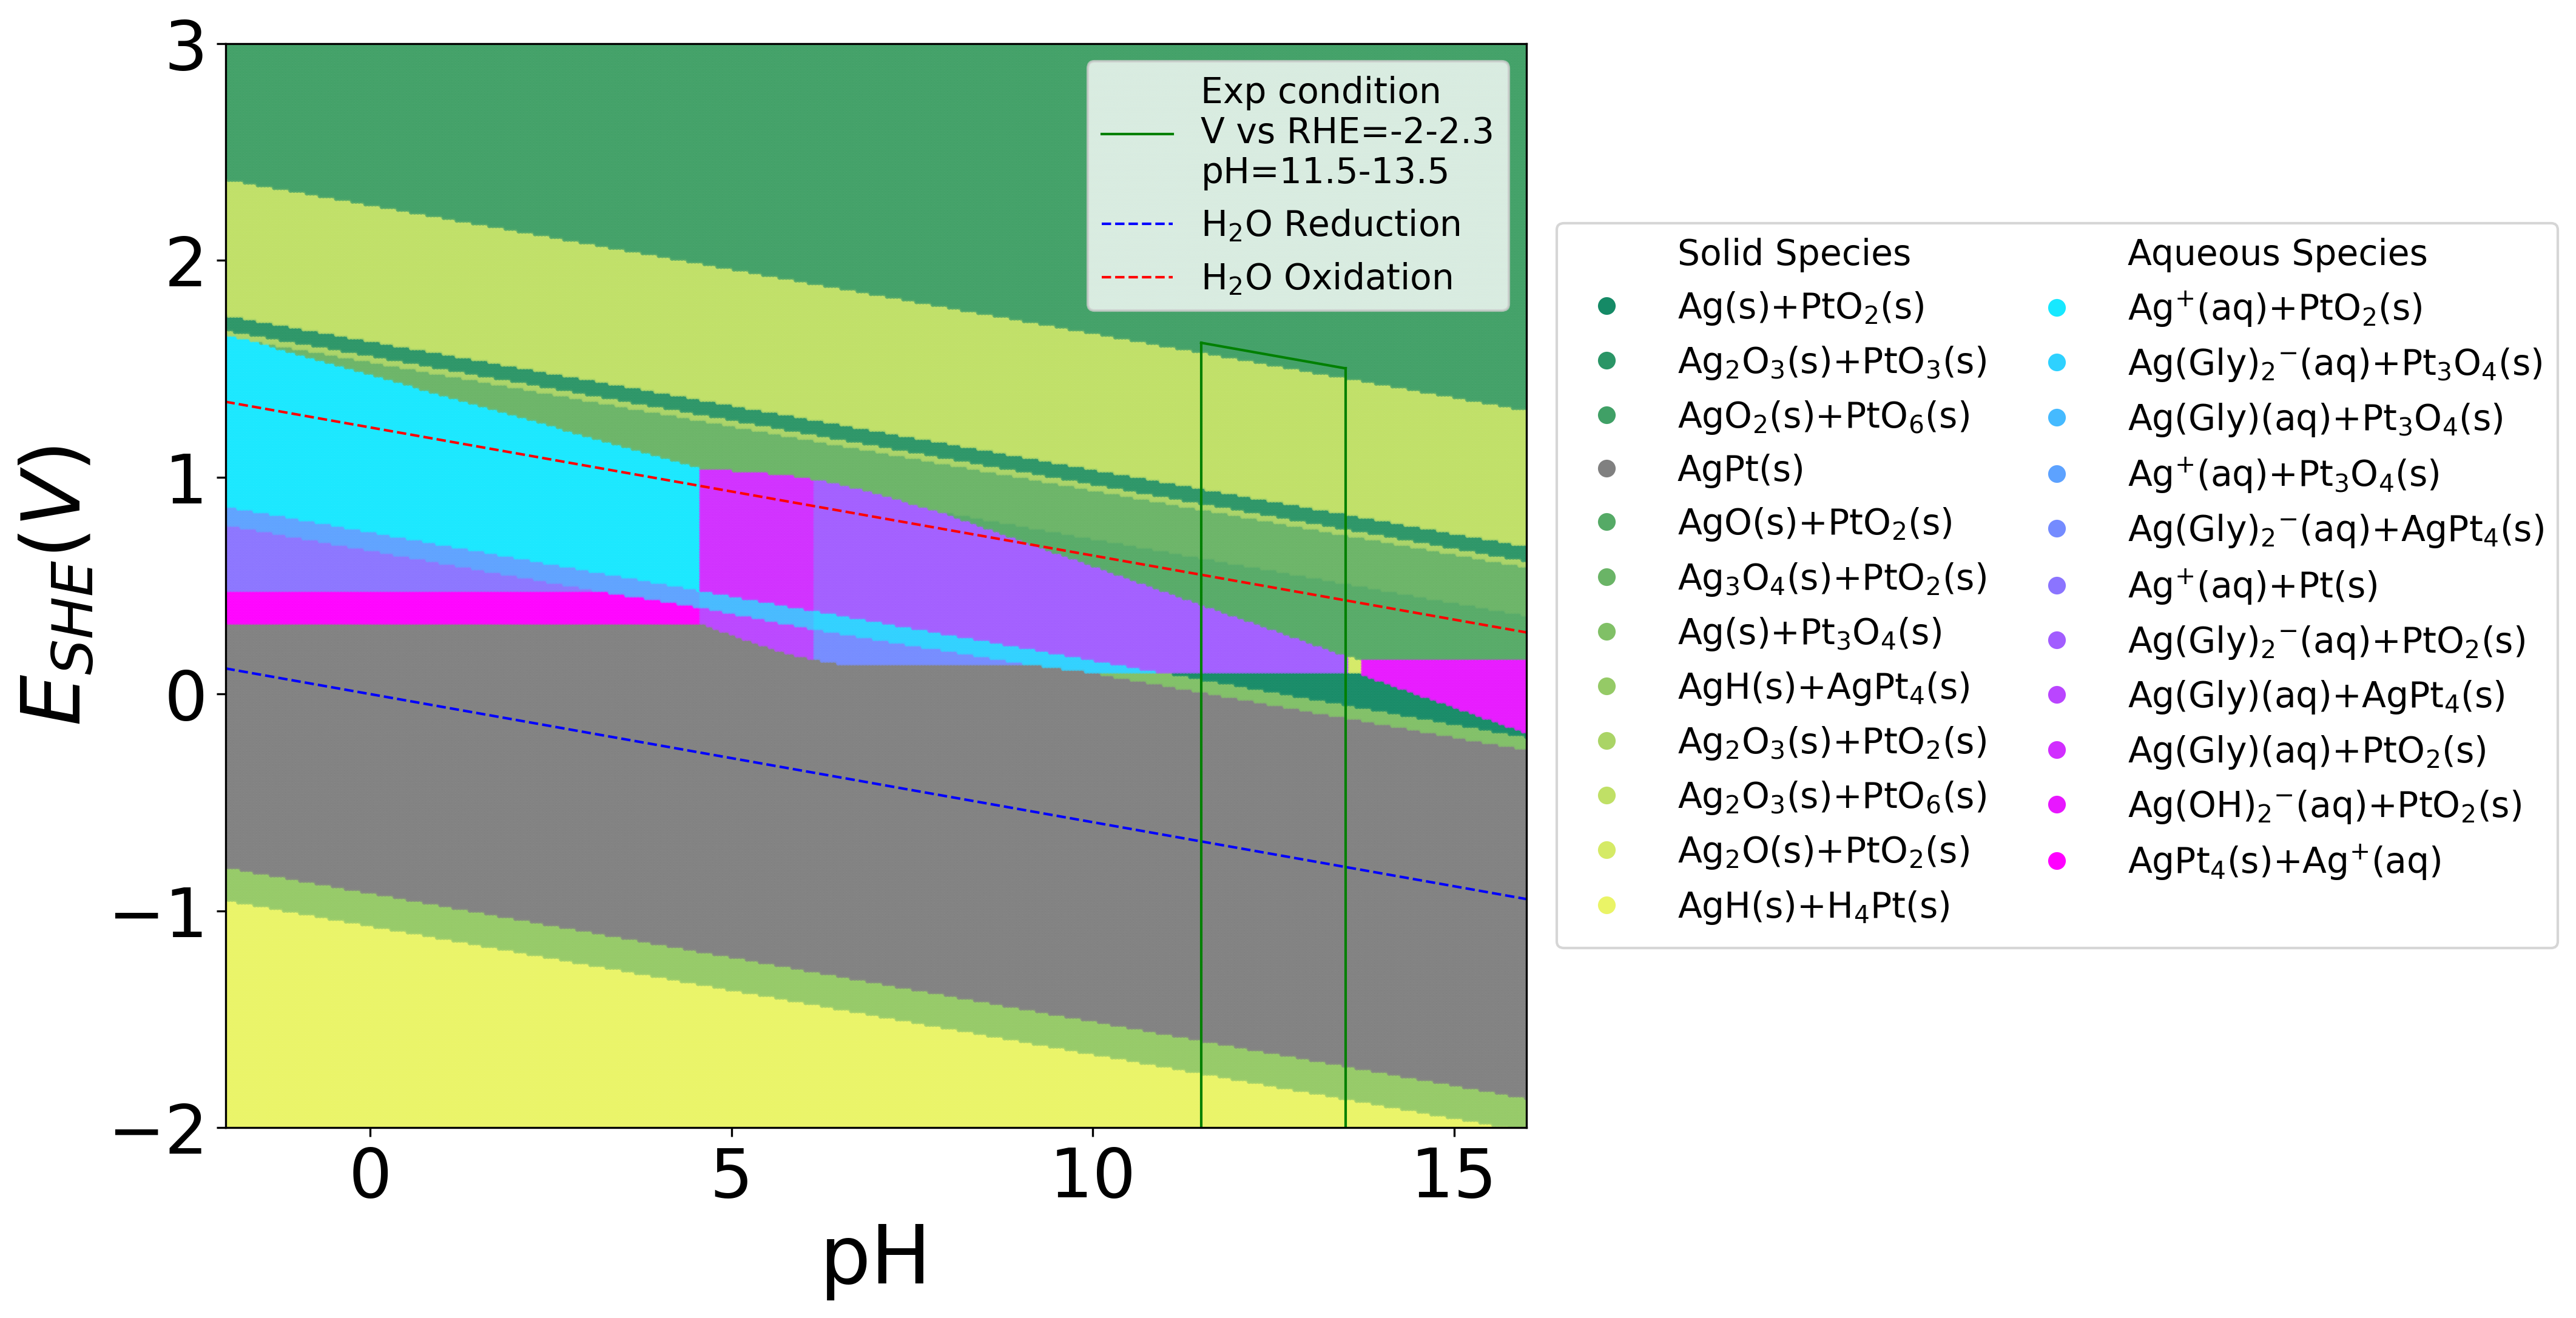 3
2
1
0
−1
−2
E_SHE(V)
0
5
10
15
pH
Exp condition
V vs RHE=-2-2.3
pH=11.5-13.5
H₂O Reduction
H₂O Oxidation
Solid Species
Ag(s)+PtO₂(s)
Ag₂O₃(s)+PtO₃(s)
AgO₂(s)+PtO₆(s)
AgPt(s)
AgO(s)+PtO₂(s)
Ag₃O₄(s)+PtO₂(s)
Ag(s)+Pt₃O₄(s)
AgH(s)+AgPt₄(s)
Ag₂O₃(s)+PtO₂(s)
Ag₂O₃(s)+PtO₆(s)
Ag₂O(s)+PtO₂(s)
AgH(s)+H₄Pt(s)
Aqueous Species
Ag⁺(aq)+PtO₂(s)
Ag(Gly)₂⁻(aq)+Pt₃O₄(s)
Ag(Gly)(aq)+Pt₃O₄(s)
Ag⁺(aq)+Pt₃O₄(s)
Ag(Gly)₂⁻(aq)+AgPt₄(s)
Ag⁺(aq)+Pt(s)
Ag(Gly)₂⁻(aq)+PtO₂(s)
Ag(Gly)(aq)+AgPt₄(s)
Ag(Gly)(aq)+PtO₂(s)
Ag(OH)₂⁻(aq)+PtO₂(s)
AgPt₄(s)+Ag⁺(aq)